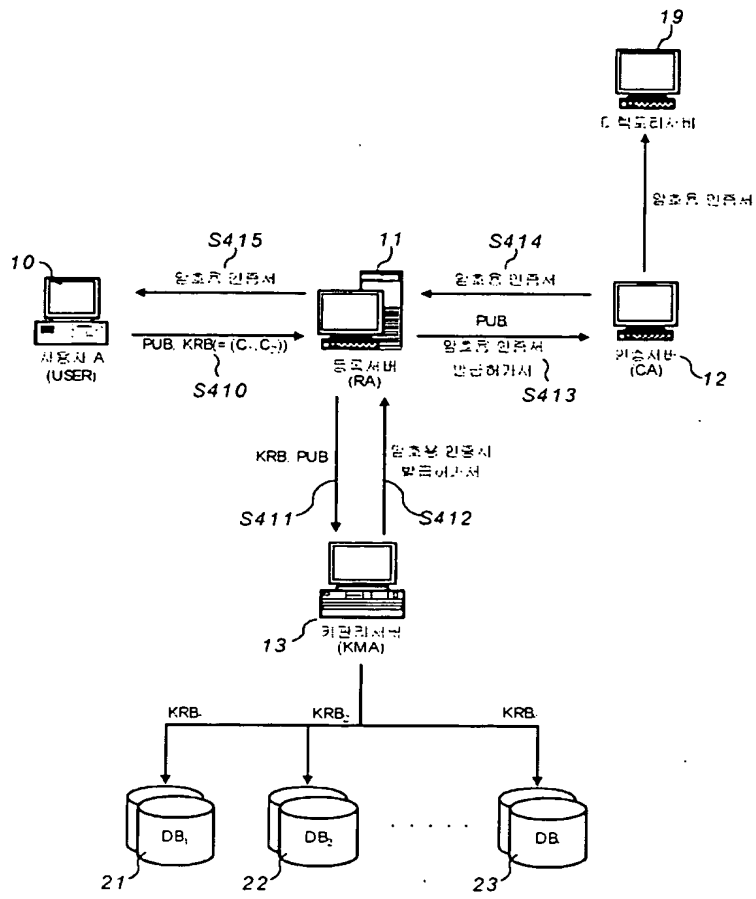 19
디렉토리서버
암호용 인증서
S415
11
S414
10
암호용 인증서
암호용 인증서
PUB. KRB(= (C₁,C₂))
PUB.
사용자 A
(USER)
S410
등록서버
(RA)
암호용 인증서
발급허가서
S413
인증서버
(CA)
12
KRB. PUB
암호용 인증서
발급허가서
S411
S412
13
키관리서버
(KMA)
KRB₁
KRB₂
KRB
DB₁
DB₂
. . . . .
DB
21
22
23